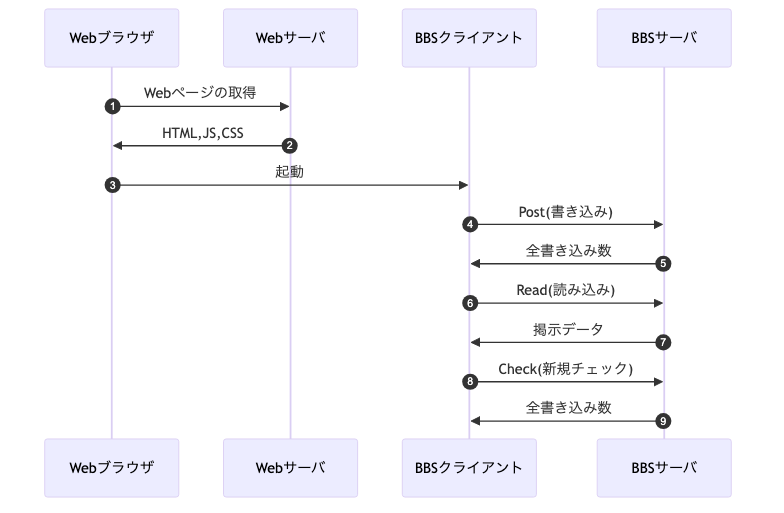 Webブラウザ
Webサーバ
BBSクライアント
BBSサーバ
Webページの取得
1
HTML,JS,CSS
2
起動
3
Post(書き込み)
4
全書き込み数
5
Read(読み込み)
6
掲示データ
7
Check(新規チェック)
8
全書き込み数
9
Webブラウザ
Webサーバ
BBSクライアント
BBSサーバ